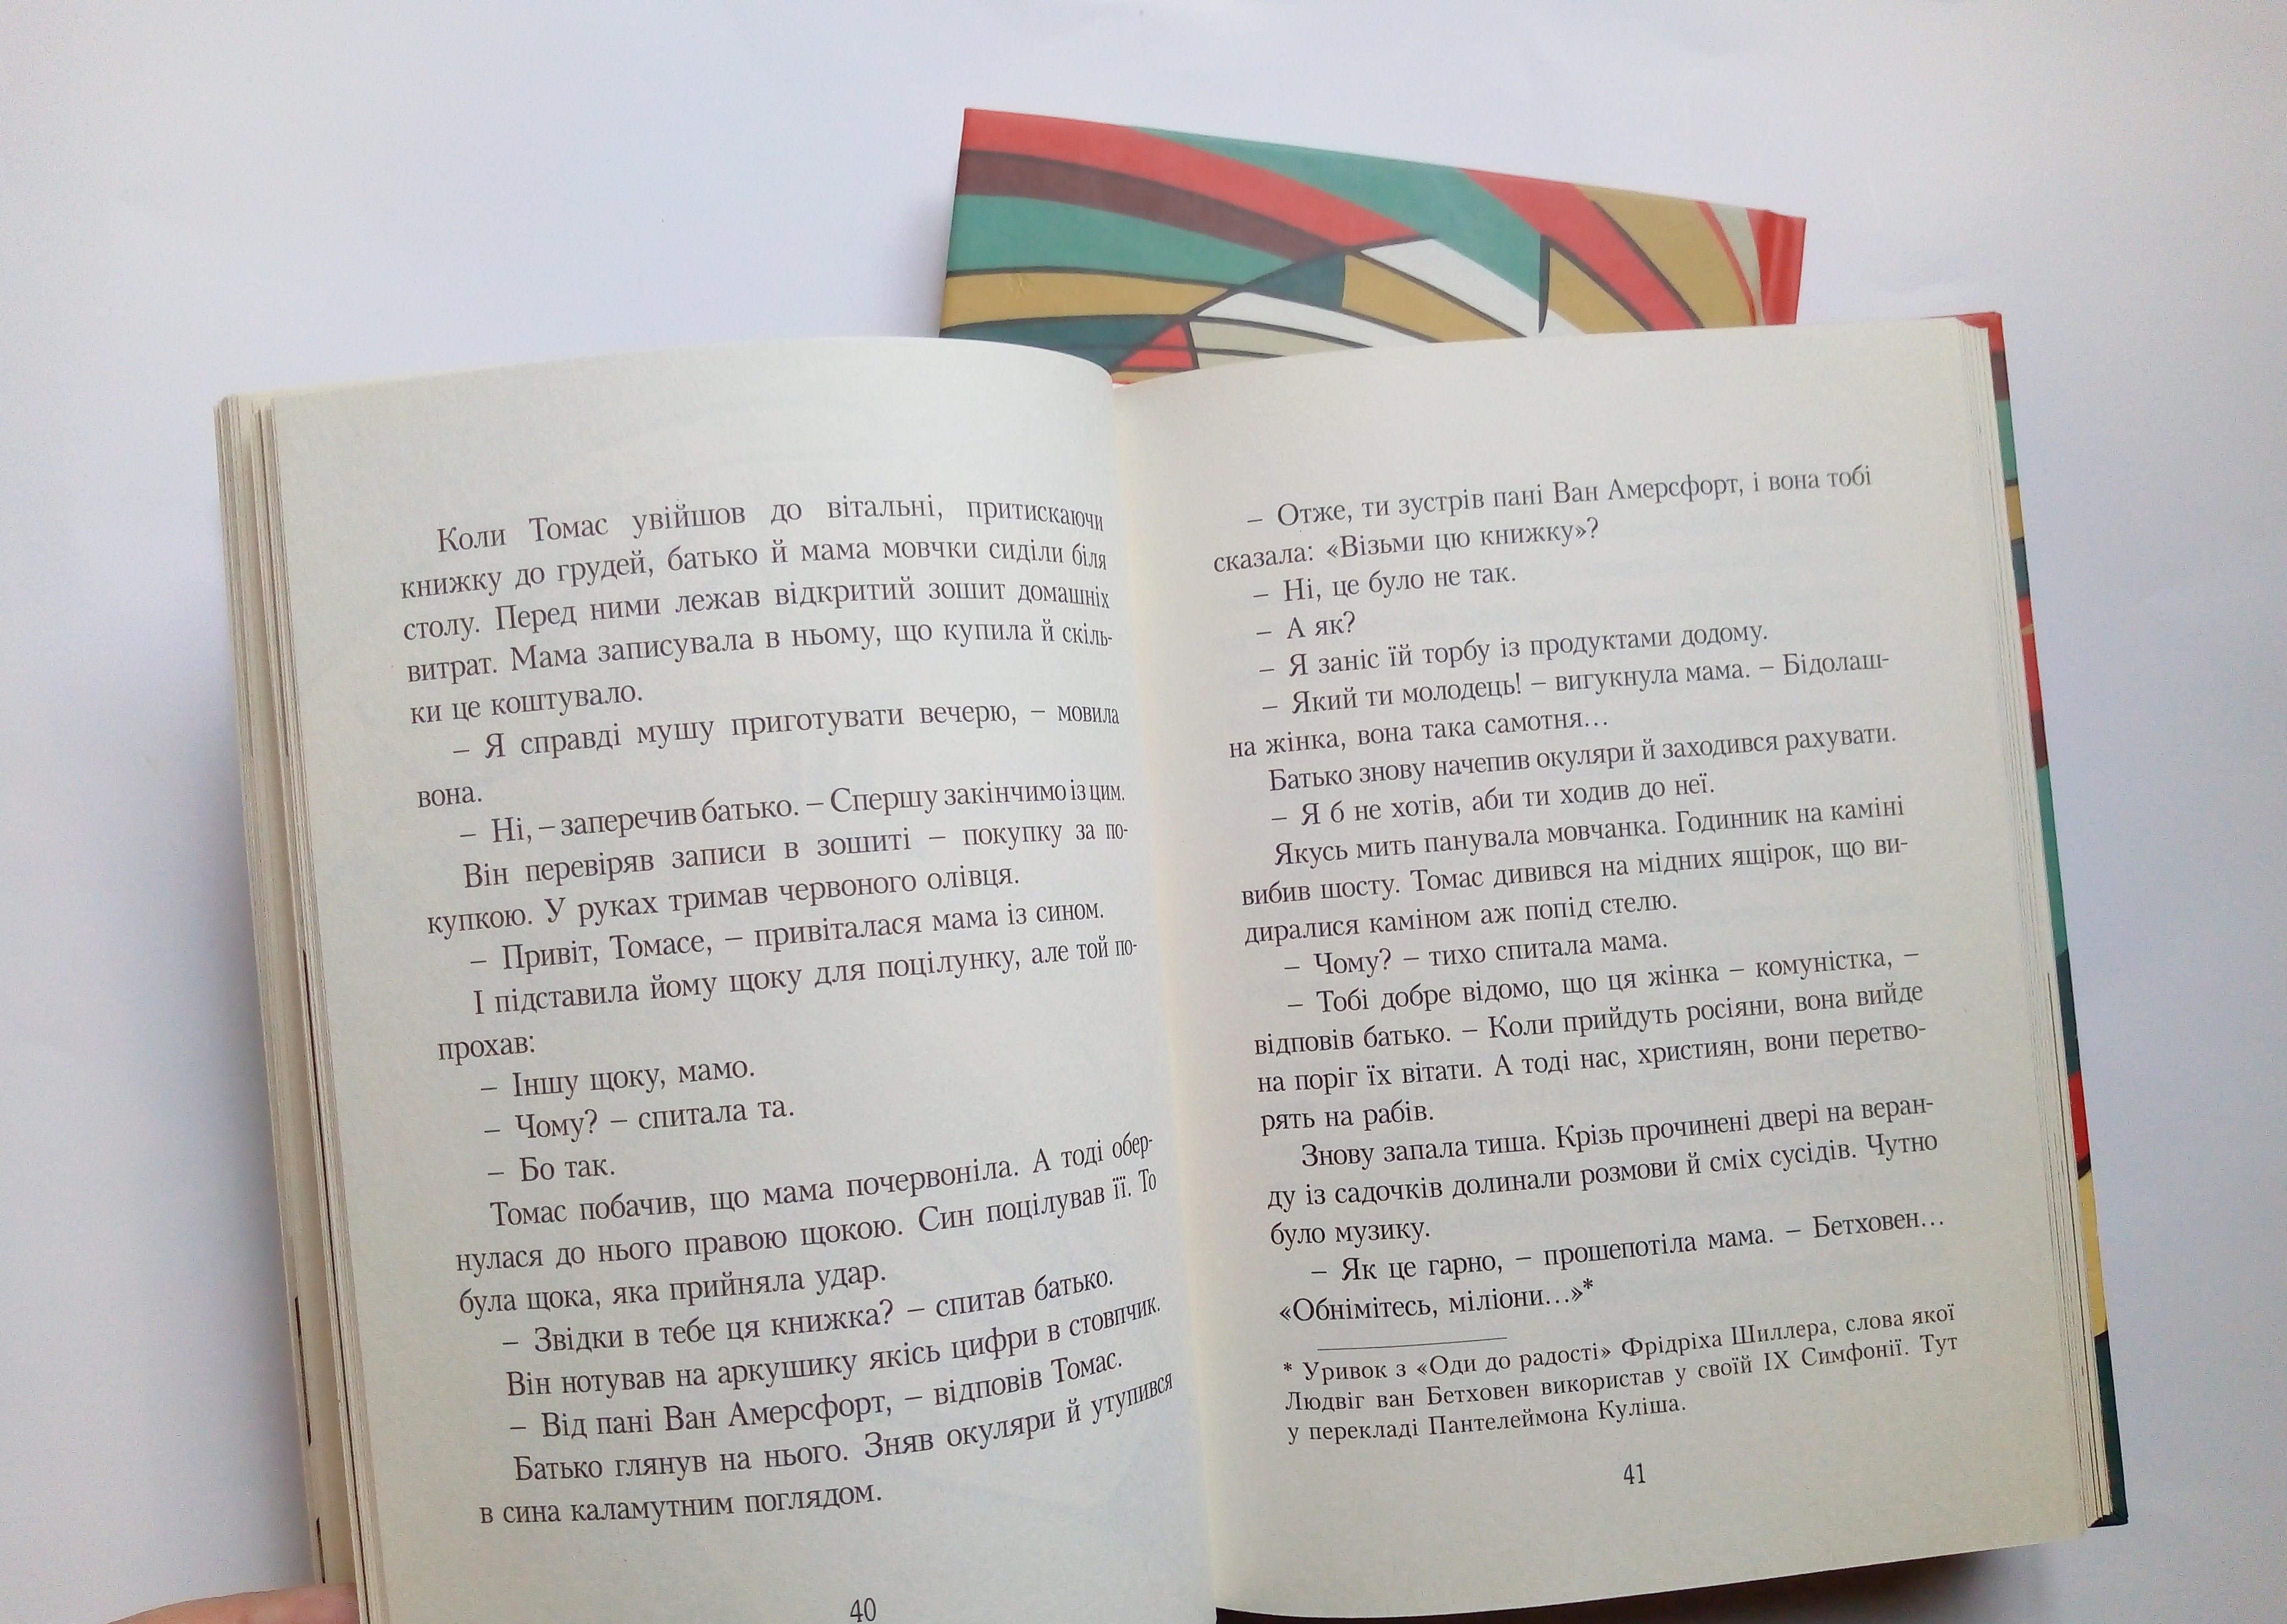 Коли Томас увійшов до вітальні, притискаючи
книжку до грудей, батько й мама мовчки сиділи біля
столу. Перед ними лежав відкритий зошит домашніх
витрат. Мама записувала в ньому, що купила й скіль-
ки це коштувало.
– Я справді мушу приготувати вечерю, – мовила
вона.
– Ні, – заперечив батько. – Спершу закінчимо із цим.
Він перевіряв записи в зошиті – покупку за по-
купкою. У руках тримав червоного олівця.
– Привіт, Томасе, – привіталася мама із сином.
І підставила йому щоку для поцілунку, але той по-
прохав:
– Іншу щоку, мамо.
– Чому? – спитала та.
– Бо так.
Томас побачив, що мама почервоніла. А тоді обер-
нулася до нього правою щокою. Син поцілував її. То
була щока, яка прийняла удар.
– Звідки в тебе ця книжка? – спитав батько.
Він нотував на аркушику якісь цифри в стовпчик.
– Від пані Ван Амерсфорт, – відповів Томас.
Батько глянув на нього. Зняв окуляри й утупився
в сина каламутним поглядом.
40
– Отже, ти зустрів пані Ван Амерсфорт, і вона тобі
сказала: «Візьми цю книжку»?
– Ні, це було не так.
– А як?
– Я заніс їй торбу із продуктами додому.
– Який ти молодець! – вигукнула мама. – Бідолаш-
на жінка, вона така самотня…
Батько знову начепив окуляри й заходився рахувати.
– Я б не хотів, аби ти ходив до неї.
Якусь мить панувала мовчанка. Годинник на каміні
вибив шосту. Томас дивився на мідних ящірок, що ви-
диралися каміном аж попід стелю.
– Чому? – тихо спитала мама.
– Тобі добре відомо, що ця жінка – комуністка, –
відповів батько. – Коли прийдуть росіяни, вона вийде
на поріг їх вітати. А тоді нас, християн, вони перетво-
рять на рабів.
Знову запала тиша. Крізь прочинені двері на веран-
ду із садочків долинали розмови й сміх сусідів. Чутно
було музику.
– Як це гарно, – прошепотіла мама. – Бетховен…
«Обнімітесь, міліони…»*
* Уривок з «Оди до радості» Фрідріха Шиллера, слова якої
Людвіг ван Бетховен використав у своїй IX Симфонії. Тут
у перекладі Пантелеймона Куліша.
41